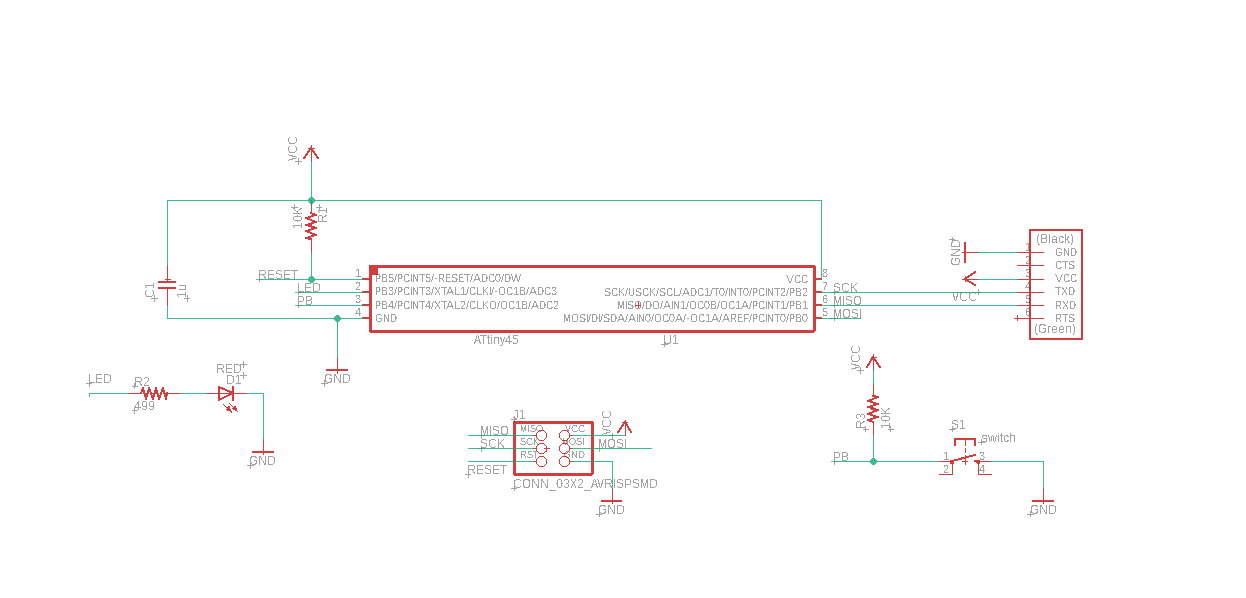 VCC
10K
R1
C1
1u
RESET
LED
PB
1
2
3
4
PB5/PCINT5/-RESET/ADC0/DW
PB3/PCINT3/XTAL1/CLKI/-OC1B/ADC3
PB4/PCINT4/XTAL2/CLKO/OC1B/ADC2
GND
VCC
SCK/USCK/SCL/ADC1/T0/INT0/PCINT2/PB2
MISO/DO/AIN1/OC0B/OC1A/PCINT1/PB1
MOSI/DI/SDA/AIN0/OC0A/-OC1A/AREF/PCINT0/PB0
8
7
6
5
SCK
MISO
MOSI
ATtiny45
U1
GND
GND
VCC
1
2
3
4
5
6
(Black)
GND
CTS
VCC
TXD
RXD
RTS
(Green)
LED
R2
499
RED
D1
GND
J1
MISO
SCK
RESET
MISO
SCK
RST
VCC
MOSI
GND
VCC
MOSI
CONN_03X2_AVRISPSMD
GND
VCC
R3
10K
PB
S1
switch
1
2
3
4
GND